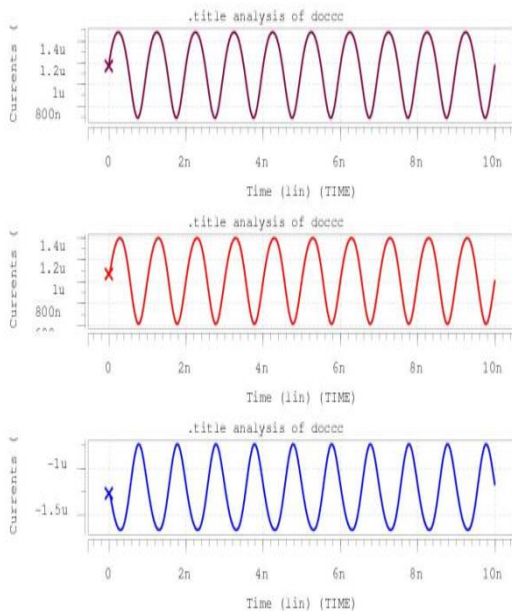 .title analysis of doccc
Currents (
1.4u
1.2u
1u
800n
0 2n 4n 6n 8n 10n
Time (lin) (TIME)
.title analysis of doccc
Currents (
1.4u
1.2u
1u
800n
0 2n 4n 6n 8n 10n
Time (lin) (TIME)
.title analysis of doccc
Currents (
-1u
-1.5u
0 2n 4n 6n 8n 10n
Time (lin) (TIME)